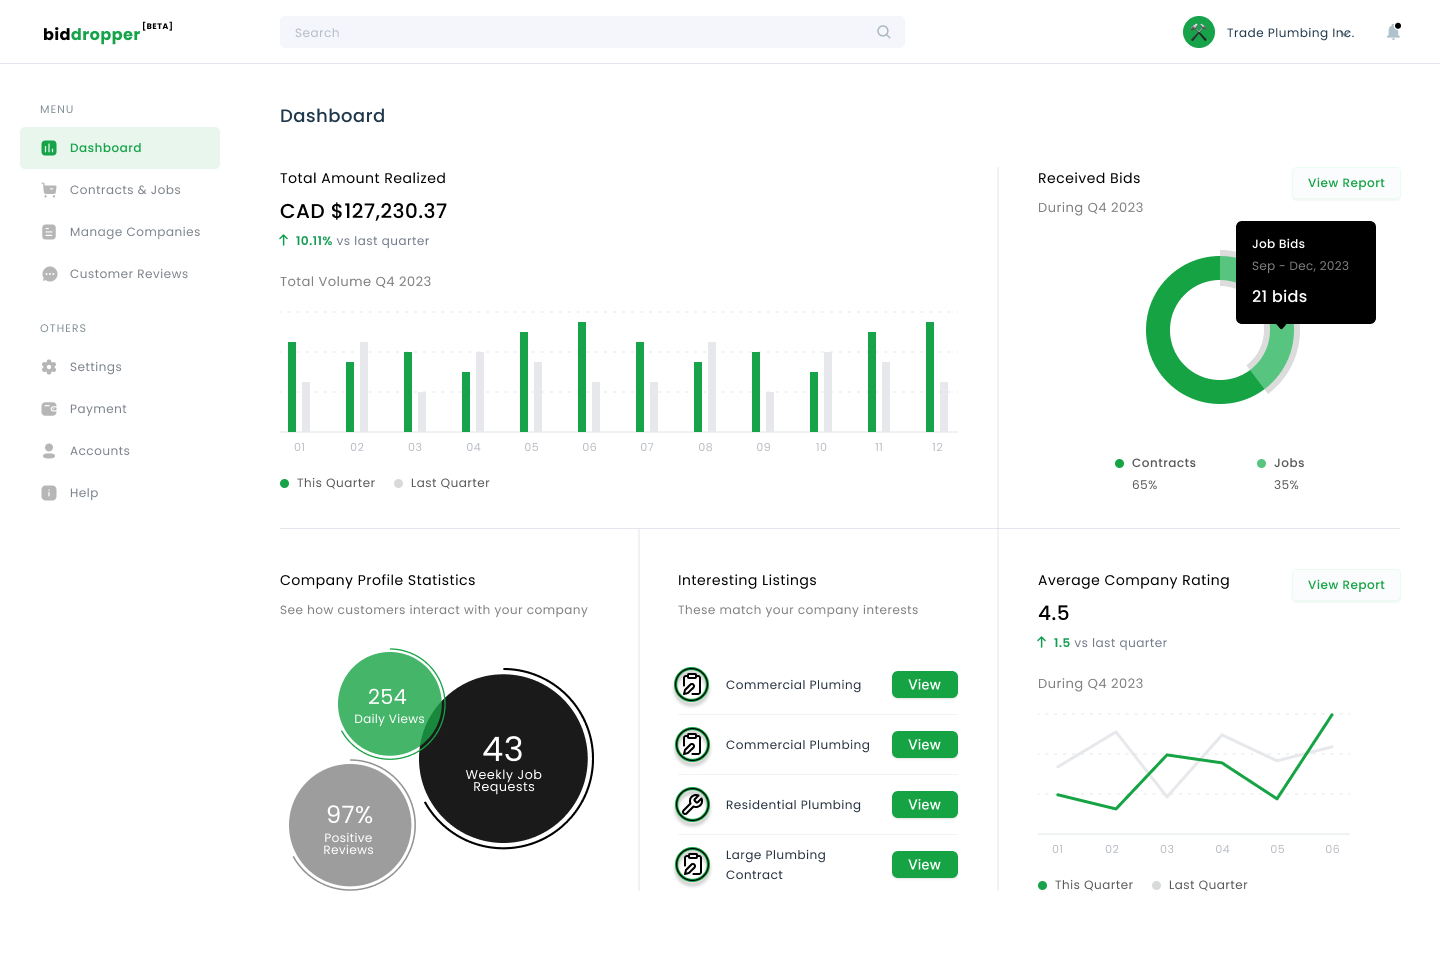 biddropper [BETA]
Search
Trade Plumbing Inc.
MENU
Dashboard
Contracts & Jobs
Manage Companies
Customer Reviews
OTHERS
Settings
Payment
Accounts
Help
Dashboard
Total Amount Realized
CAD $127,230.37
10.11% vs last quarter
Total Volume Q4 2023
01 02 03 04 05 06 07 08 09 10 11 12
This Quarter Last Quarter
Received Bids
View Report
During Q4 2023
Job Bids
Sep - Dec, 2023
21 bids
Contracts
65%
Jobs
35%
Company Profile Statistics
See how customers interact with your company
254
Daily Views
43
Weekly Job
Requests
97%
Positive
Reviews
Interesting Listings
These match your company interests
Commercial Pluming
View
Commercial Plumbing
View
Residential Plumbing
View
Large Plumbing
Contract
View
Average Company Rating
View Report
4.5
1.5 vs last quarter
During Q4 2023
01 02 03 04 05 06
This Quarter Last Quarter